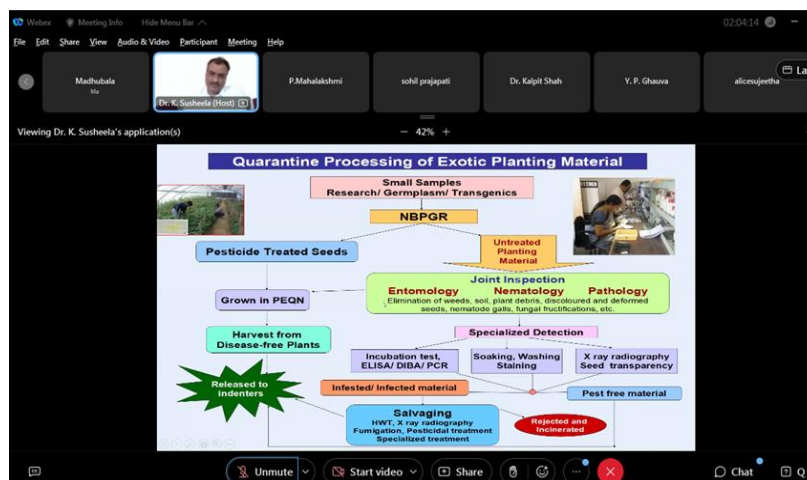 Webex
Meeting Info
Hide Menu Bar
02:04:14
File Edit Share View Audio & Video Participant Meeting Help
Madhubala
Me
Dr. K. Susheela (Host)
P.Mahalakshmi
sohil prajapati
Dr. Kalpit Shah
Y. P. Ghauva
alicesujeetha
La
Viewing Dr. K. Susheela's application(s)
42%
Quarantine Processing of Exotic Planting Material
Small Samples
Research/ Germplasm/ Transgenics
NBPGR
Pesticide Treated Seeds
Untreated
Planting
Material
Joint Inspection
Entomology Nematology Pathology
Elimination of weeds, soil, plant debris, discoloured and deformed
seeds, nematode galls, fungal fructifications, etc.
Grown in PEQN
Harvest from
Disease-free Plants
Specialized Detection
Incubation test,
ELISA/ DIBA/ PCR
Soaking, Washing
Staining
X ray radiography
Seed transparency
Released to
indenters
Infested/ Infected material
Pest free material
Salvaging
HWT, X ray radiography
Fumigation, Pesticidal treatment
Specialized treatment
Rejected and
Incinerated
Unmute
Start video
Share
Chat
Q